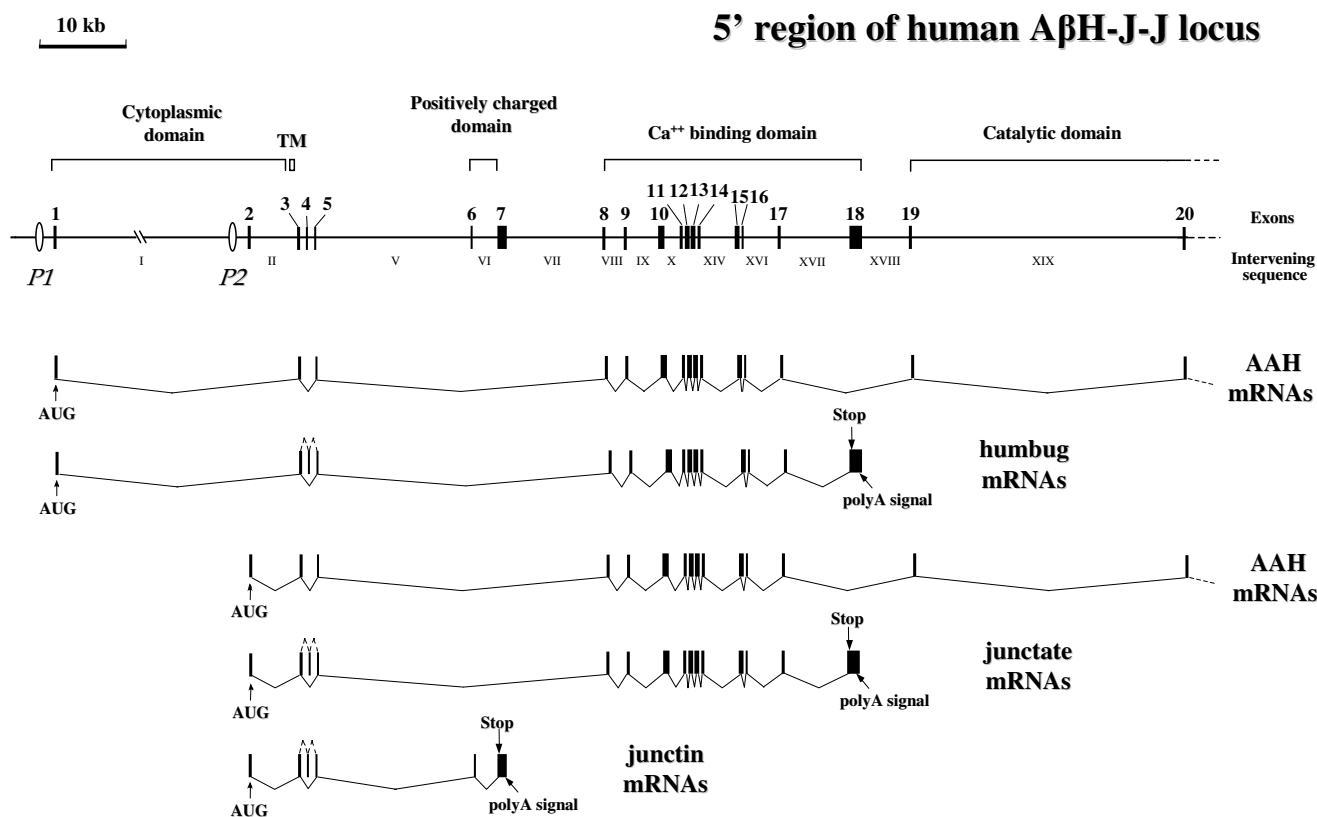 10 kb
5’ region of human AβH-J-J locus
Cytoplasmic
domain
TM
Positively charged
domain
Ca++ binding domain
Catalytic domain
1
2
3
4
5
6
7
8
9
10
11
12
13
14
15
16
17
18
19
20
Exons
P1
I
P2
II
V
VI
VII
VIII
IX
X
XIV
XVI
XVII
XVIII
XIX
Intervening
sequence
AUG
AAH
mRNAs
AUG
Stop
polyA signal
humbug
mRNAs
AUG
AAH
mRNAs
AUG
Stop
polyA signal
junctate
mRNAs
AUG
Stop
polyA signal
junctin
mRNAs